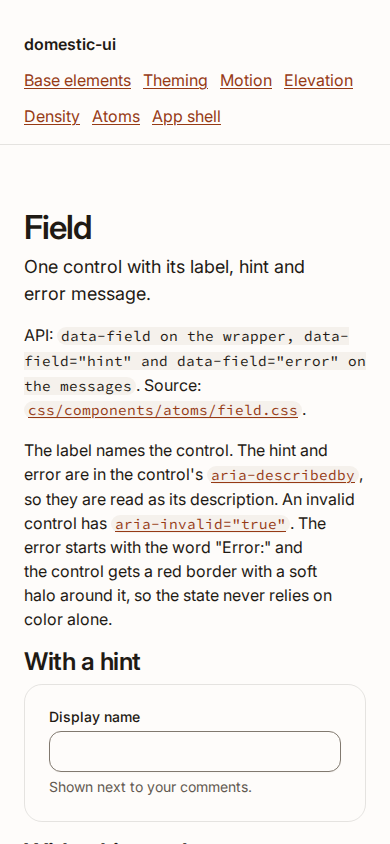 domestic-ui
Base elements Theming Motion Elevation
Density Atoms App shell
Field
One control with its label, hint and
error message.
API: data-field on the wrapper, data-
field="hint" and data-field="error" on
the messages. Source:
css/components/atoms/field.css.
The label names the control. The hint and
error are in the control's aria-describedby,
so they are read as its description. An invalid
control has aria-invalid="true". The
error starts with the word "Error:" and
the control gets a red border with a soft
halo around it, so the state never relies on
color alone.
With a hint
Display name
Shown next to your comments.